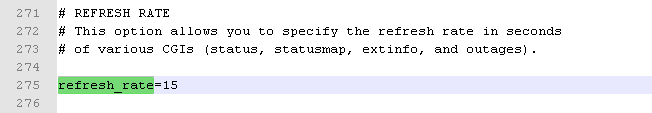 271 # REFRESH RATE
272 # This option allows you to specify the refresh rate in seconds
273 # of various CGIs (status, statusmap, extinfo, and outages).
274
275 refresh_rate=15
276